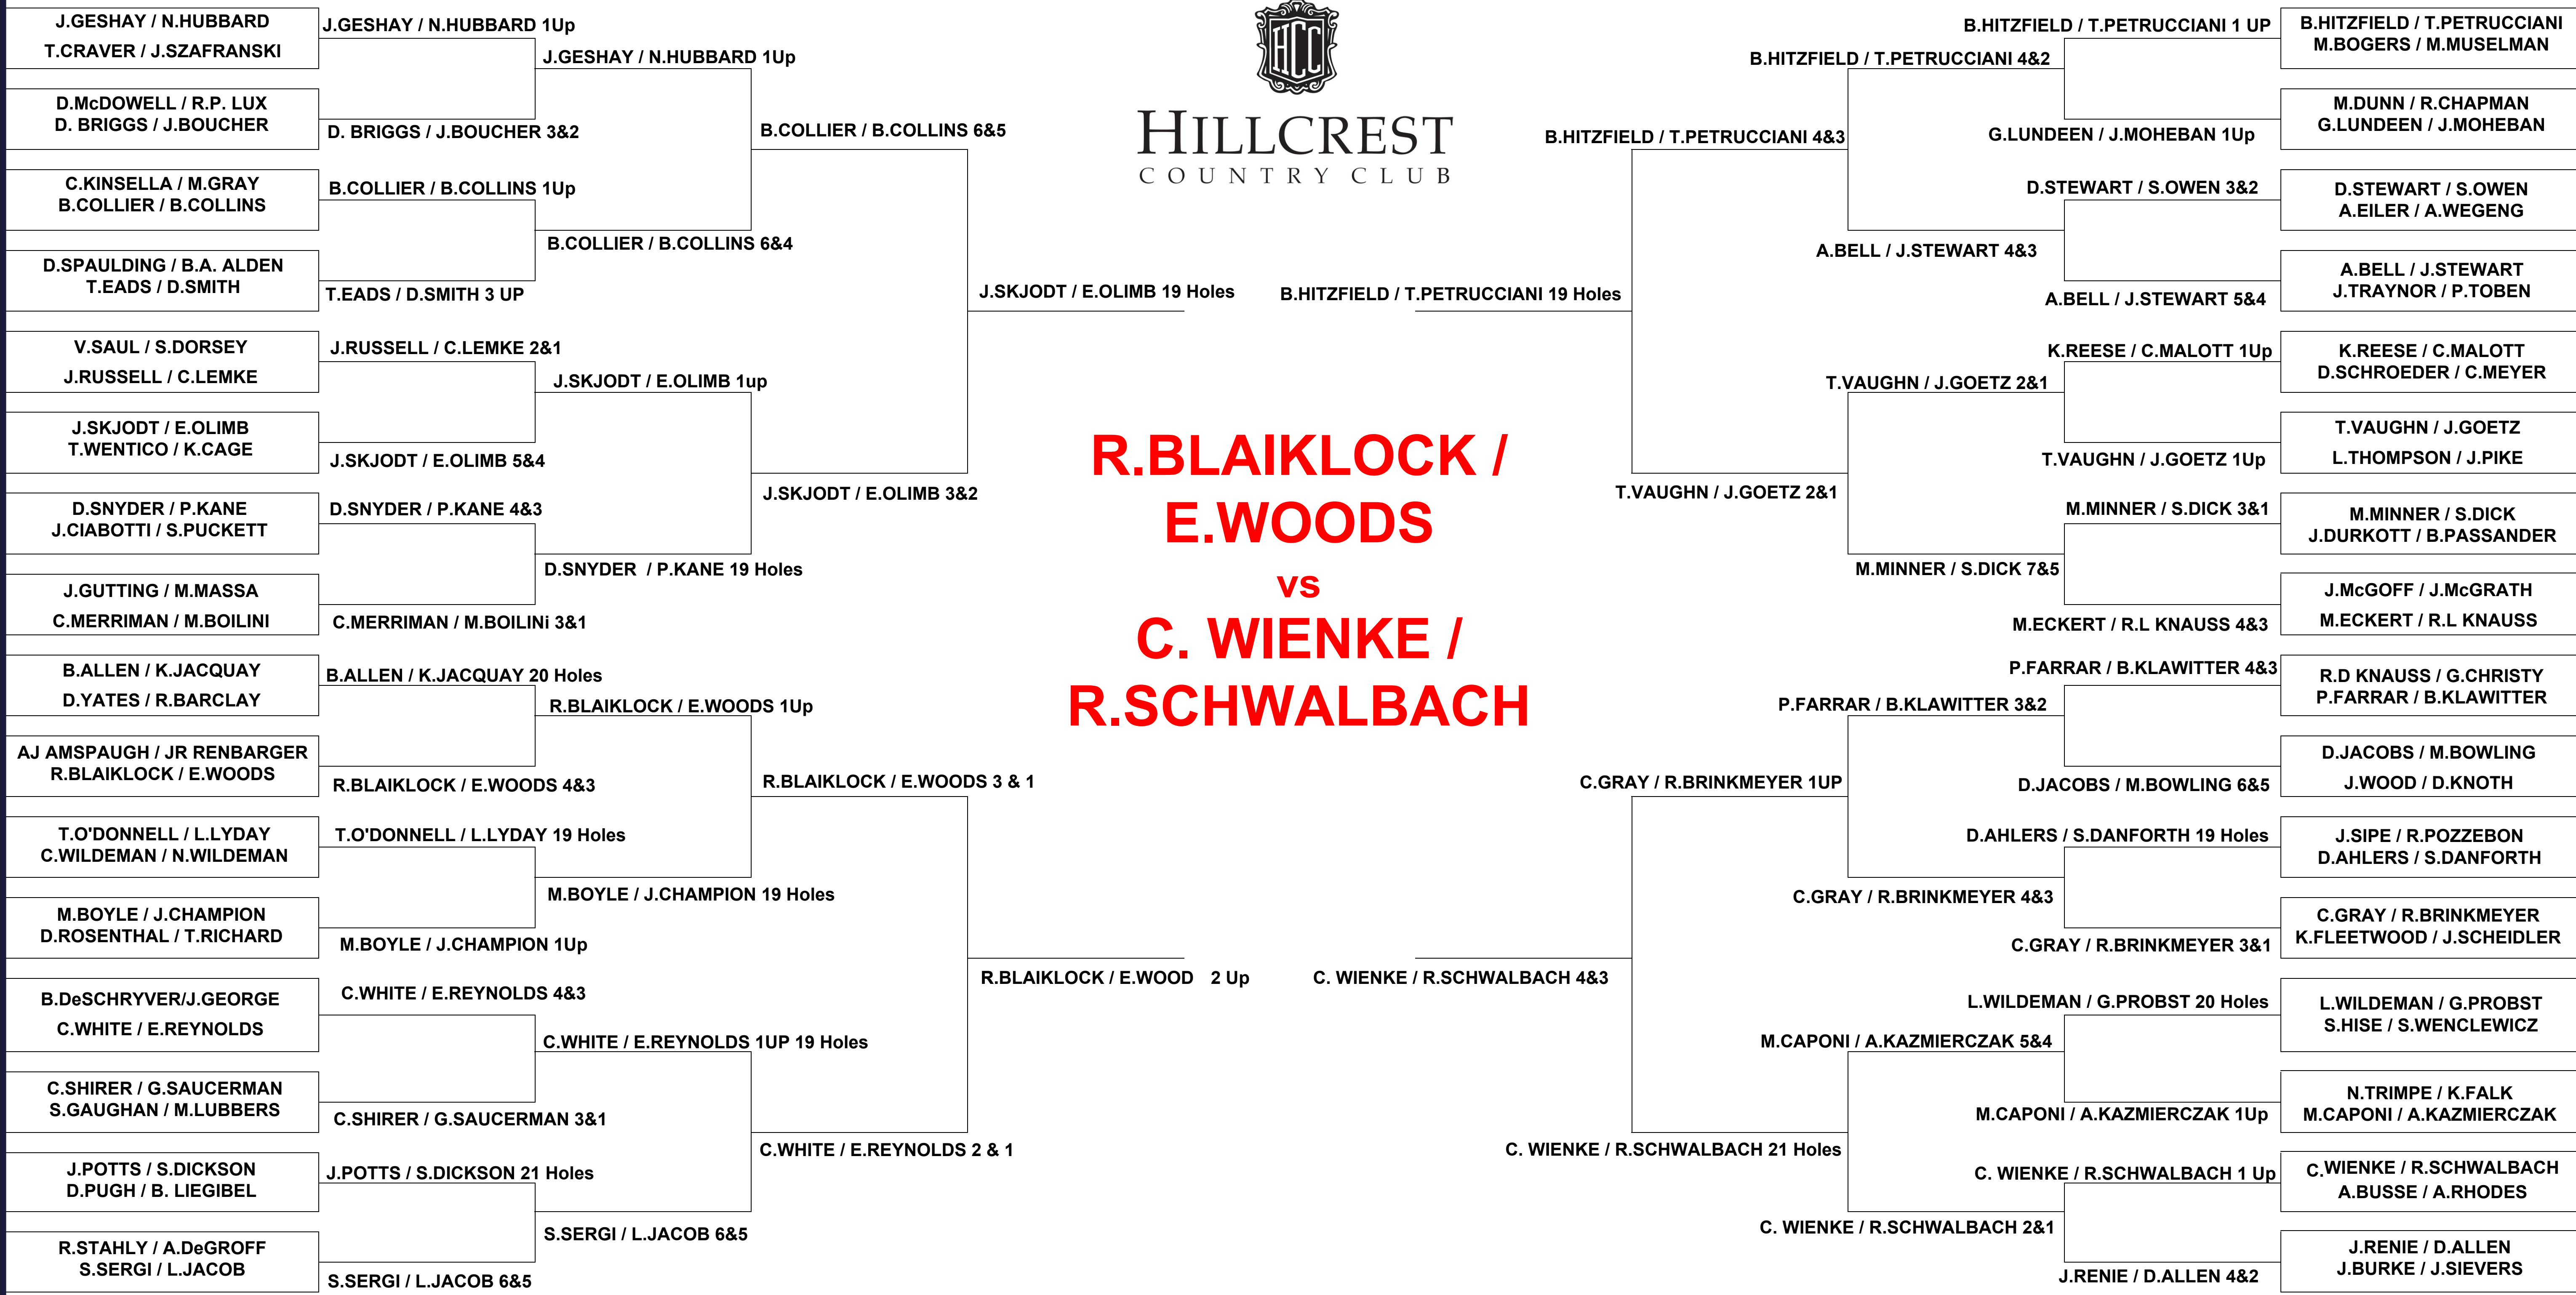 J.GESHAY / N.HUBBARD
T.CRAVER / J.SZAFRANSKI
D.McDOWELL / R.P. LUX
D. BRIGGS / J.BOUCHER
C.KINSELLA / M.GRAY
B.COLLIER / B.COLLINS
D.SPAULDING / B.A. ALDEN
T.EADS / D.SMITH
V.SAUL / S.DORSEY
J.RUSSELL / C.LEMKE
J.SKJODT / E.OLIMB
T.WENTICO / K.CAGE
D.SNYDER / P.KANE
J.CIABOTTI / S.PUCKETT
J.GUTTING / M.MASSA
C.MERRIMAN / M.BOILINI
B.ALLEN / K.JACQUAY
D.YATES / R.BARCLAY
AJ AMSPAUGH / JR RENBARGER
R.BLAIKLOCK / E.WOODS
T.O'DONNELL / L.LYDAY
C.WILDEMAN / N.WILDEMAN
M.BOYLE / J.CHAMPION
D.ROSENTHAL / T.RICHARD
B.DeSCHRYVER/J.GEORGE
C.WHITE / E.REYNOLDS
C.SHIRER / G.SAUCERMAN
S.GAUGHAN / M.LUBBERS
J.POTTS / S.DICKSON
D.PUGH / B. LIEGIBEL
R.STAHLY / A.DeGROFF
S.SERGI / L.JACOB
J.GESHAY / N.HUBBARD 1Up
D. BRIGGS / J.BOUCHER 3&2
B.COLLIER / B.COLLINS 1Up
T.EADS / D.SMITH 3 UP
J.RUSSELL / C.LEMKE 2&1
J.SKJODT / E.OLIMB 5&4
D.SNYDER / P.KANE 4&3
C.MERRIMAN / M.BOILINi 3&1
B.ALLEN / K.JACQUAY 20 Holes
R.BLAIKLOCK / E.WOODS 4&3
T.O'DONNELL / L.LYDAY 19 Holes
M.BOYLE / J.CHAMPION 1Up
C.WHITE / E.REYNOLDS 4&3
C.SHIRER / G.SAUCERMAN 3&1
J.POTTS / S.DICKSON 21 Holes
S.SERGI / L.JACOB 6&5
J.GESHAY / N.HUBBARD 1Up
B.COLLIER / B.COLLINS 6&4
J.SKJODT / E.OLIMB 1up
D.SNYDER / P.KANE 19 Holes
R.BLAIKLOCK / E.WOODS 1Up
M.BOYLE / J.CHAMPION 19 Holes
C.WHITE / E.REYNOLDS 1UP 19 Holes
S.SERGI / L.JACOB 6&5
B.COLLIER / B.COLLINS 6&5
J.SKJODT / E.OLIMB 3&2
R.BLAIKLOCK / E.WOODS 3 & 1
C.WHITE / E.REYNOLDS 2 & 1
J.SKJODT / E.OLIMB 19 Holes
R.BLAIKLOCK / E.WOOD 2 Up
HCC
HILLCREST
COUNTRY CLUB
R.BLAIKLOCK /
E.WOODS
vs
C. WIENKE /
R.SCHWALBACH
B.HITZFIELD / T.PETRUCCIANI 19 Holes
C. WIENKE / R.SCHWALBACH 4&3
B.HITZFIELD / T.PETRUCCIANI 4&3
T.VAUGHN / J.GOETZ 2&1
C.GRAY / R.BRINKMEYER 1UP
C. WIENKE / R.SCHWALBACH 21 Holes
B.HITZFIELD / T.PETRUCCIANI 4&2
A.BELL / J.STEWART 4&3
T.VAUGHN / J.GOETZ 2&1
M.MINNER / S.DICK 7&5
P.FARRAR / B.KLAWITTER 3&2
C.GRAY / R.BRINKMEYER 4&3
M.CAPONI / A.KAZMIERCZAK 5&4
C. WIENKE / R.SCHWALBACH 2&1
B.HITZFIELD / T.PETRUCCIANI 1 UP
G.LUNDEEN / J.MOHEBAN 1Up
D.STEWART / S.OWEN 3&2
A.BELL / J.STEWART 5&4
K.REESE / C.MALOTT 1Up
T.VAUGHN / J.GOETZ 1Up
M.MINNER / S.DICK 3&1
M.ECKERT / R.L KNAUSS 4&3
P.FARRAR / B.KLAWITTER 4&3
D.JACOBS / M.BOWLING 6&5
D.AHLERS / S.DANFORTH 19 Holes
C.GRAY / R.BRINKMEYER 3&1
L.WILDEMAN / G.PROBST 20 Holes
M.CAPONI / A.KAZMIERCZAK 1Up
C. WIENKE / R.SCHWALBACH 1 Up
J.RENIE / D.ALLEN 4&2
B.HITZFIELD / T.PETRUCCIANI
M.BOGERS / M.MUSELMAN
M.DUNN / R.CHAPMAN
G.LUNDEEN / J.MOHEBAN
D.STEWART / S.OWEN
A.EILER / A.WEGENG
A.BELL / J.STEWART
J.TRAYNOR / P.TOBEN
K.REESE / C.MALOTT
D.SCHROEDER / C.MEYER
T.VAUGHN / J.GOETZ
L.THOMPSON / J.PIKE
M.MINNER / S.DICK
J.DURKOTT / B.PASSANDER
J.McGOFF / J.McGRATH
M.ECKERT / R.L KNAUSS
R.D KNAUSS / G.CHRISTY
P.FARRAR / B.KLAWITTER
D.JACOBS / M.BOWLING
J.WOOD / D.KNOTH
J.SIPE / R.POZZEBON
D.AHLERS / S.DANFORTH
C.GRAY / R.BRINKMEYER
K.FLEETWOOD / J.SCHEIDLER
L.WILDEMAN / G.PROBST
S.HISE / S.WENCLEWICZ
N.TRIMPE / K.FALK
M.CAPONI / A.KAZMIERCZAK
C.WIENKE / R.SCHWALBACH
A.BUSSE / A.RHODES
J.RENIE / D.ALLEN
J.BURKE / J.SIEVERS